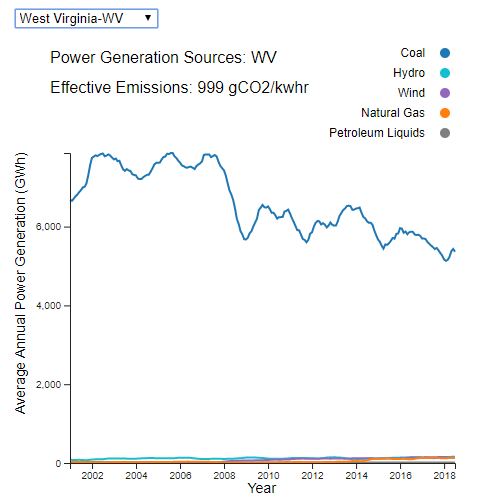 West Virginia-WV
Power Generation Sources: WV
Effective Emissions: 999 gCO2/kwhr
Coal
Hydro
Wind
Natural Gas
Petroleum Liquids
Average Annual Power Generation (GWh)
6,000
4,000
2,000
0
2002 2004 2006 2008 2010 2012 2014 2016 2018
Year